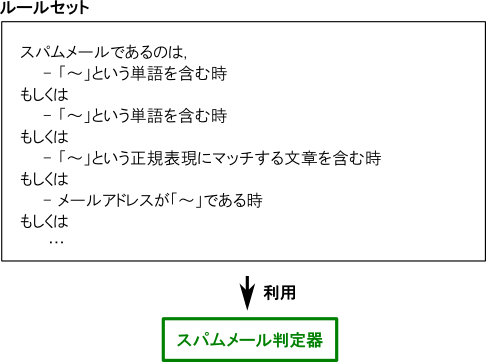 ルールセット
スパムメールであるのは,
－「～」という単語を含む時
もしくは
－「～」という単語を含む時
もしくは
－「～」という正規表現にマッチする文章を含む時
もしくは
－ メールアドレスが「～」である時
もしくは
…
利用
スパムメール判定器